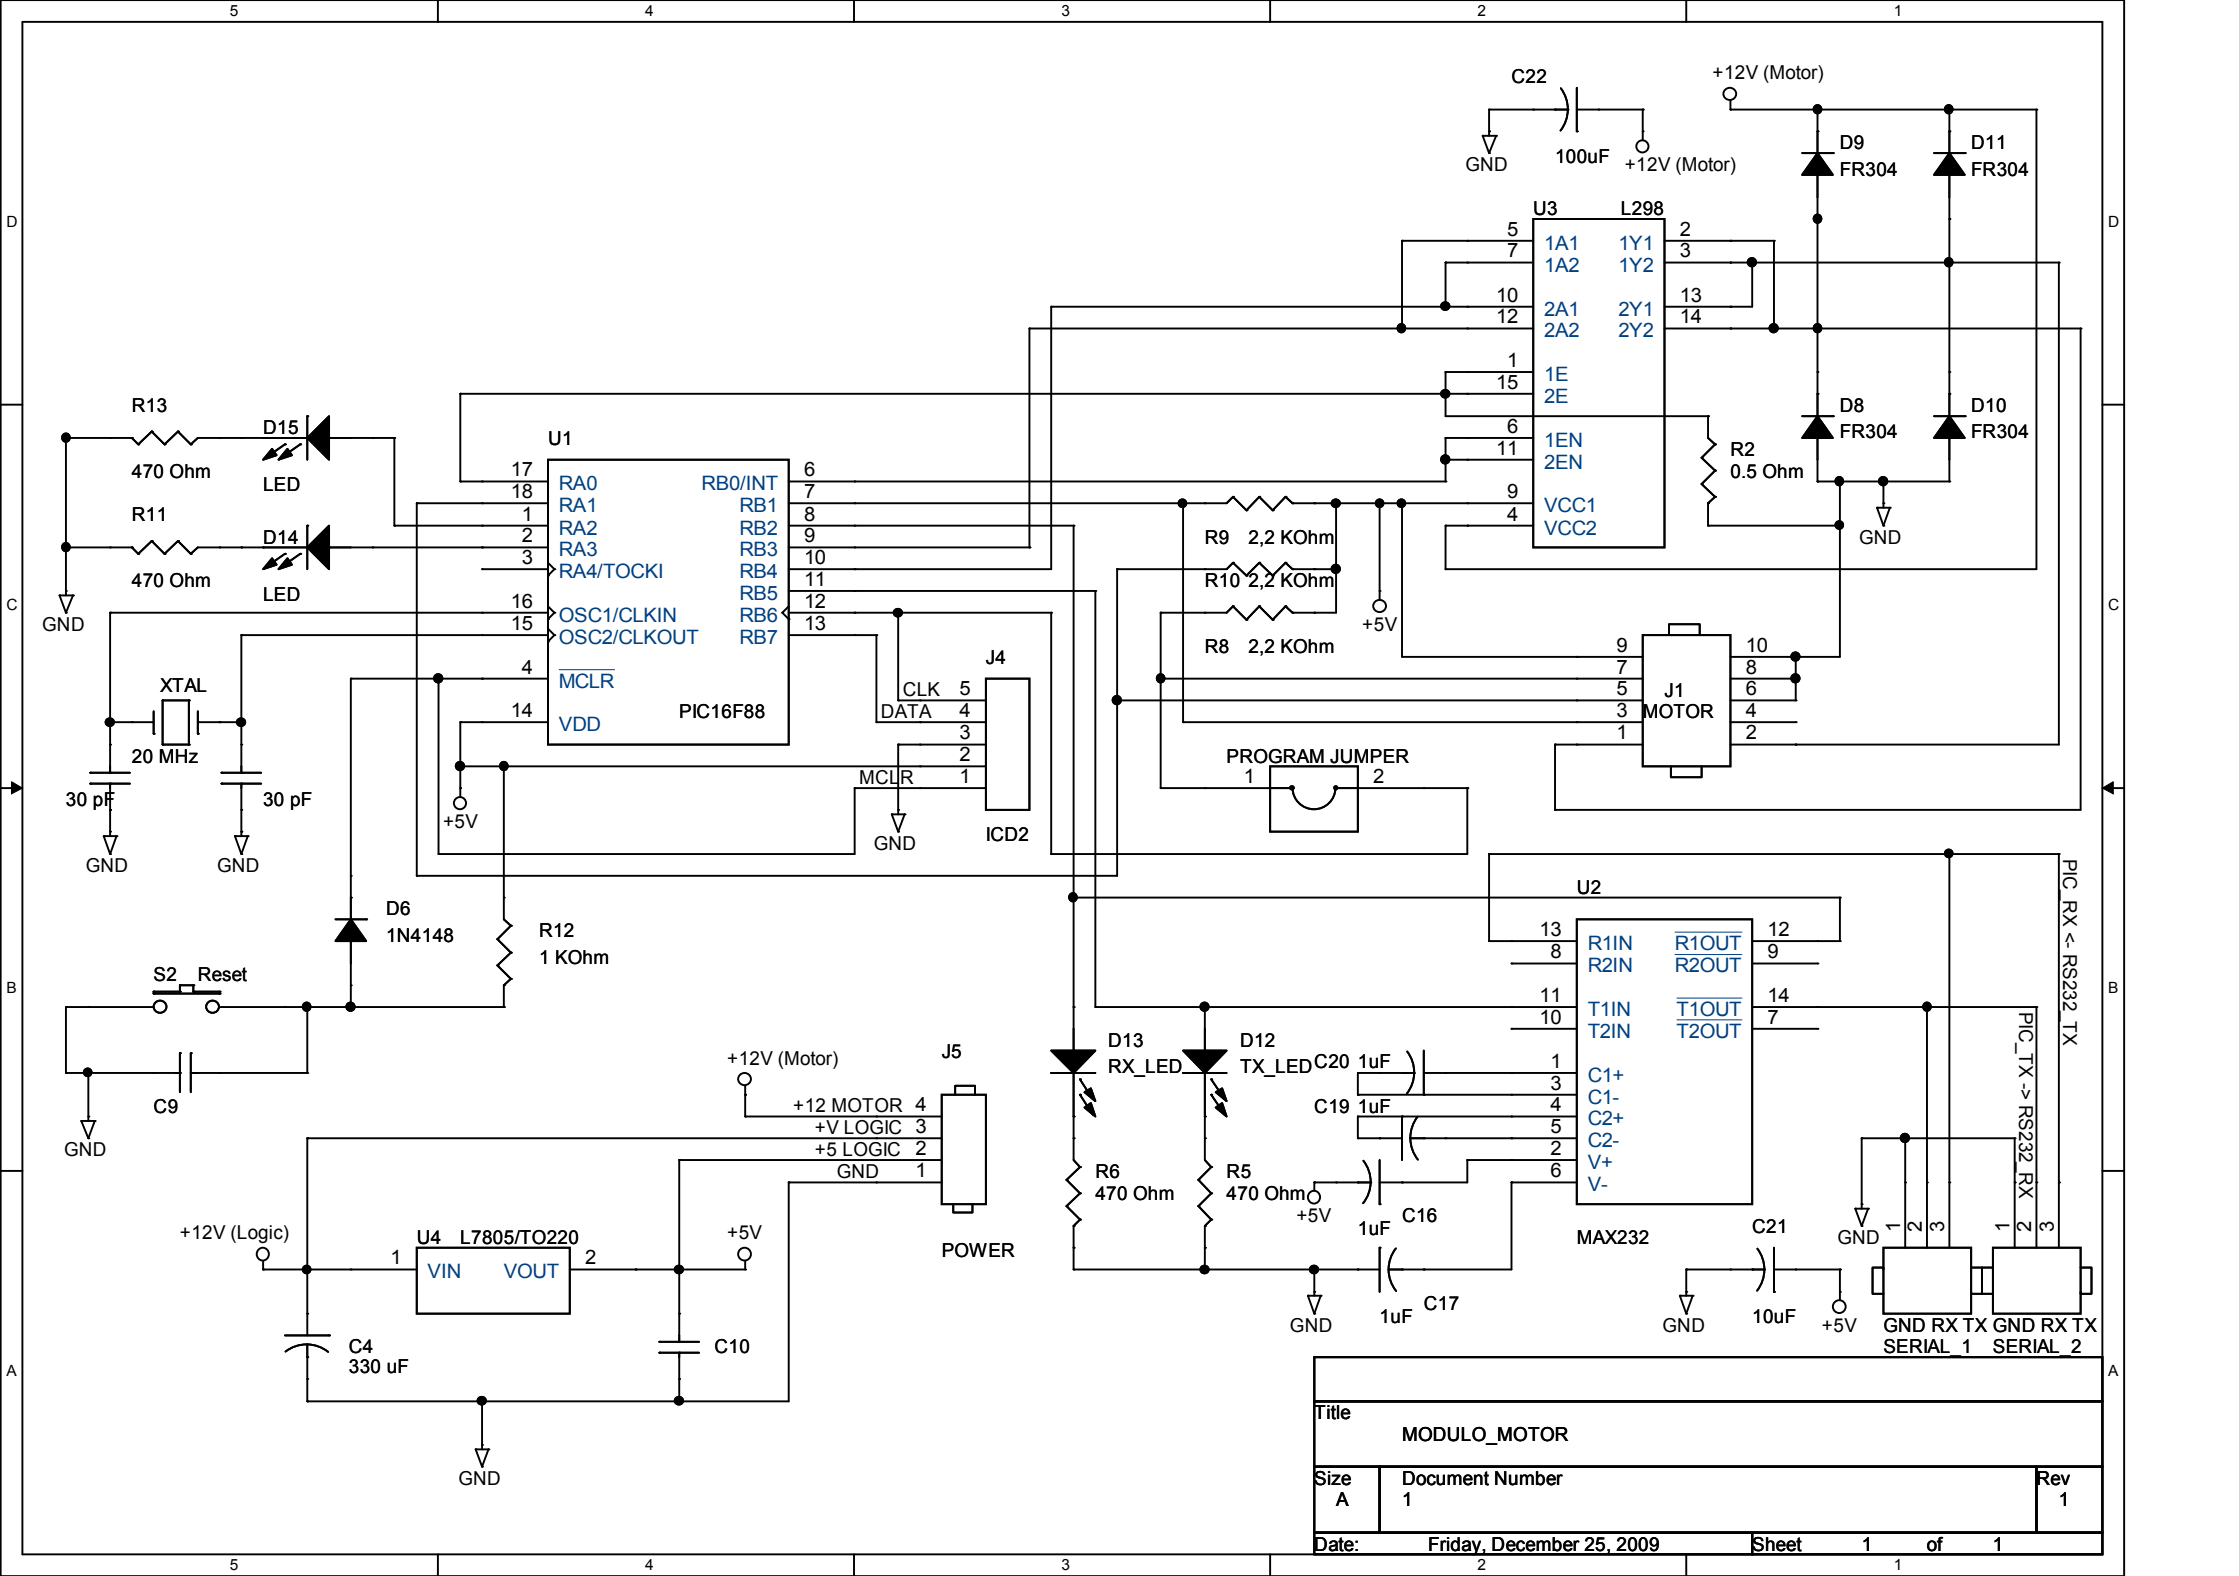 5 4 3 2 1
D
C
B
A
D
C
B
A
C22
100uF
GND
+12V (Motor)
+12V (Motor)
D9
FR304
D11
FR304
D8
FR304
D10
FR304
GND
R2
0.5 Ohm
U3 L298
5 1A1 1Y1 2
7 1A2 1Y2 3
10 2A1 2Y1 13
12 2A2 2Y2 14
1 1E
15 2E
6 1EN
11 2EN
9 VCC1
4 VCC2
R13
470 Ohm
D15
LED
R11
470 Ohm
D14
LED
GND
U1
17 RA0 RB0/INT 6
18 RA1 RB1 7
1 RA2 RB2 8
2 RA3 RB3 9
3 RA4/TOCKI RB4 10
RB5 11
16 OSC1/CLKIN RB6 12
15 OSC2/CLKOUT RB7 13
4 MCLR
14 VDD
PIC16F88
R9 2,2 KOhm
R10 2,2 KOhm
R8 2,2 KOhm
+5V
J4
CLK 5
DATA 4
3
2
MCLR 1
ICD2
GND
+5V
XTAL
20 MHz
30 pF
30 pF
GND
GND
9 10
7 8
5 6
3 4
1 2
J1
MOTOR
PROGRAM JUMPER
1 2
D6
1N4148
R12
1 KOhm
S2 Reset
C9
GND
U2
13 R1IN R1OUT 12
8 R2IN R2OUT 9
11 T1IN T1OUT 14
10 T2IN T2OUT 7
1 C1+
3 C1-
4 C2+
5 C2-
2 V+
6 V-
MAX232
PIC_RX <- RS232_TX
PIC_TX -> RS232_RX
D13
RX_LED
D12
TX_LED
C20 1uF
C19 1uF
R6
470 Ohm
R5
470 Ohm
+5V
C16
1uF
C17
1uF
GND
C21
10uF
GND
+5V
GND
1 2 3
1 2 3
GND RX TX
SERIAL_1
GND RX TX
SERIAL_2
+12V (Motor)
J5
+12 MOTOR 4
+V LOGIC 3
+5 LOGIC 2
GND 1
POWER
+12V (Logic)
U4 L7805/TO220
1 VIN VOUT 2
+5V
C4
330 uF
C10
GND
Title
MODULO_MOTOR
Size
A
Document Number
1
Rev
1
Date: Friday, December 25, 2009 Sheet 1 of 1
5 4 3 2 1